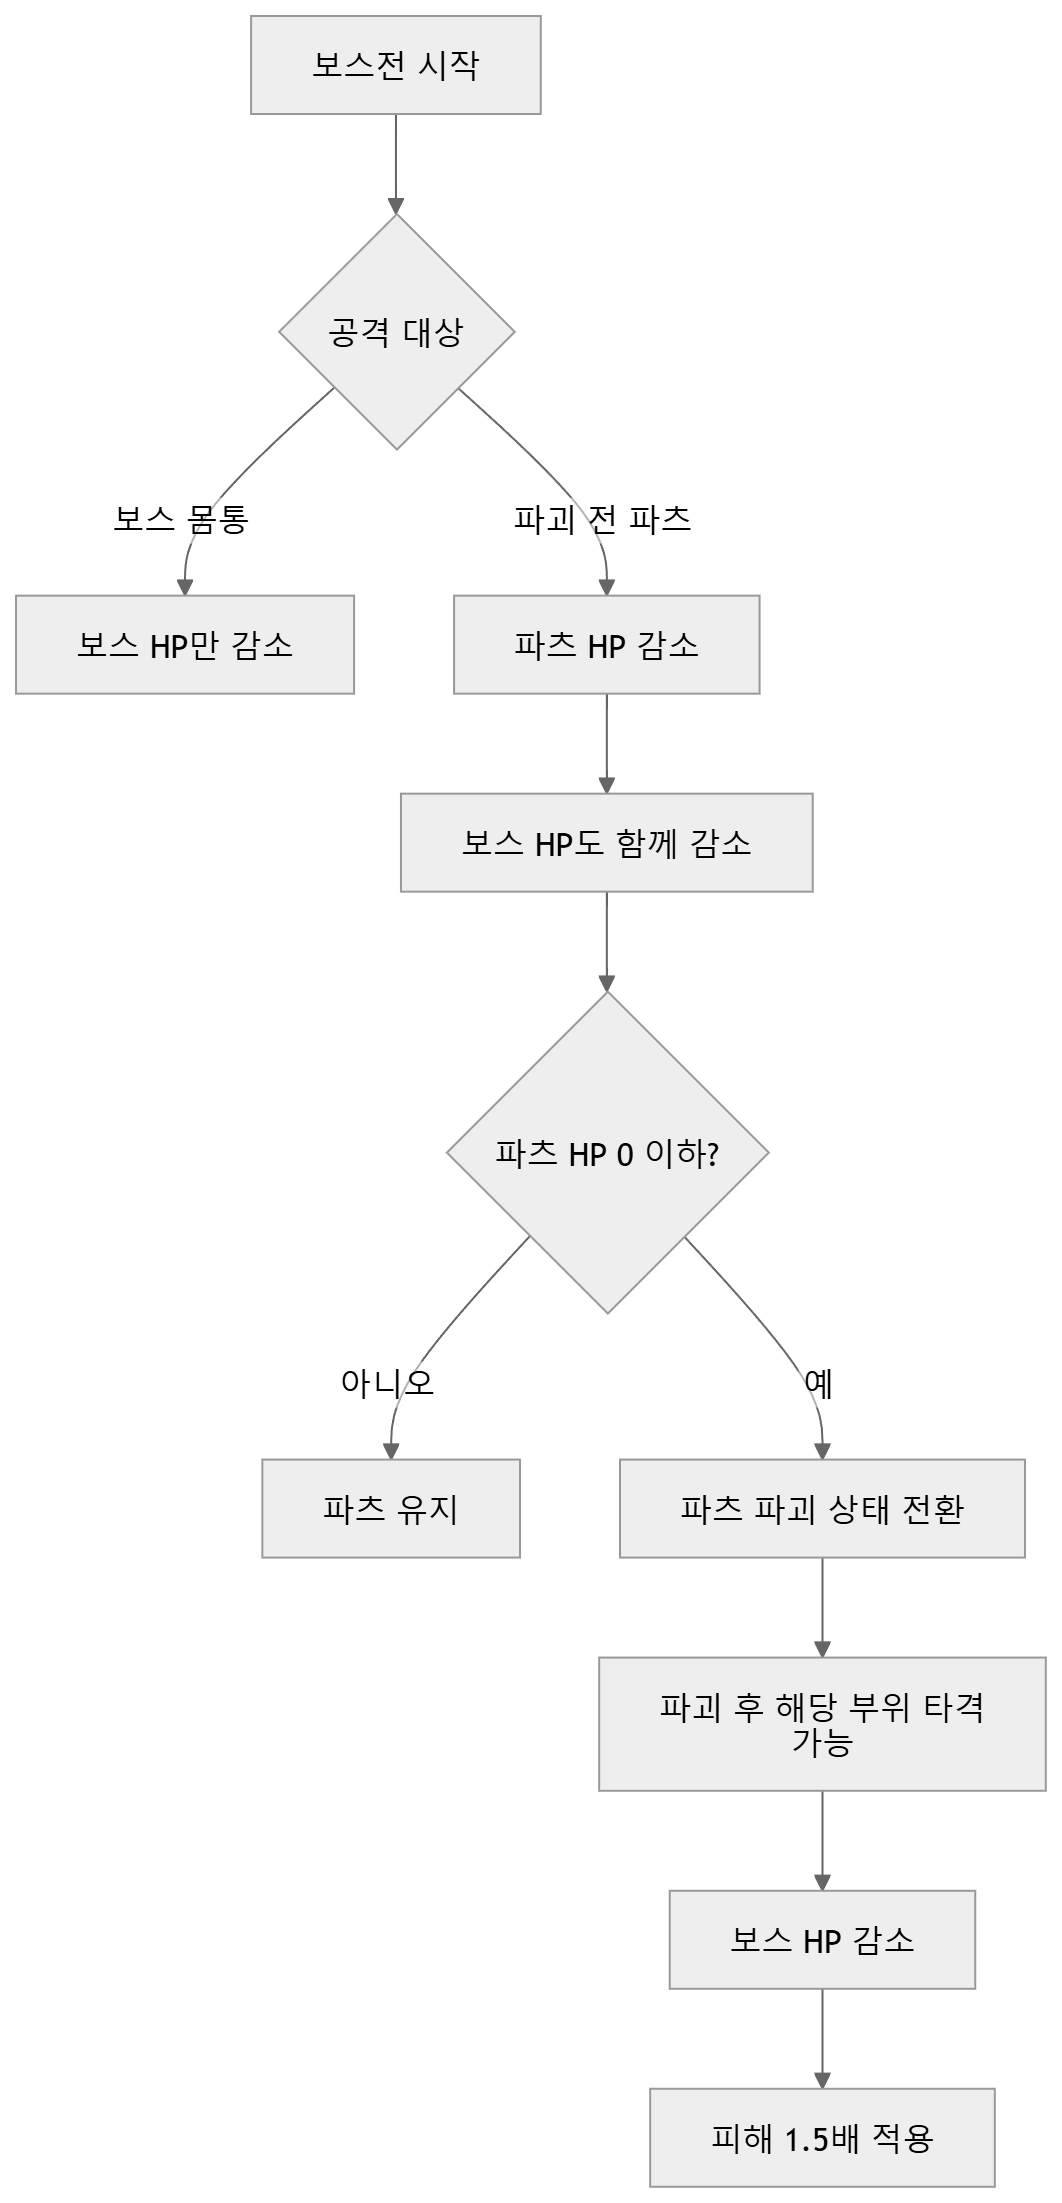 보스전 시작
공격 대상
보스 몸통
파괴 전 파츠
보스 HP만 감소
파츠 HP 감소
보스 HP도 함께 감소
파츠 HP 0 이하?
아니오
예
파츠 유지
파츠 파괴 상태 전환
파괴 후 해당 부위 타격
가능
보스 HP 감소
피해 1.5배 적용